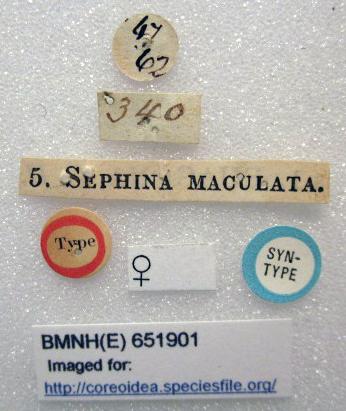 47
62
340
5. SEPHINA MACULATA.
Type
♀
SYN-
TYPE
BMNH(E) 651901
Imaged for:
http://coreoidea.speciesfile.org/